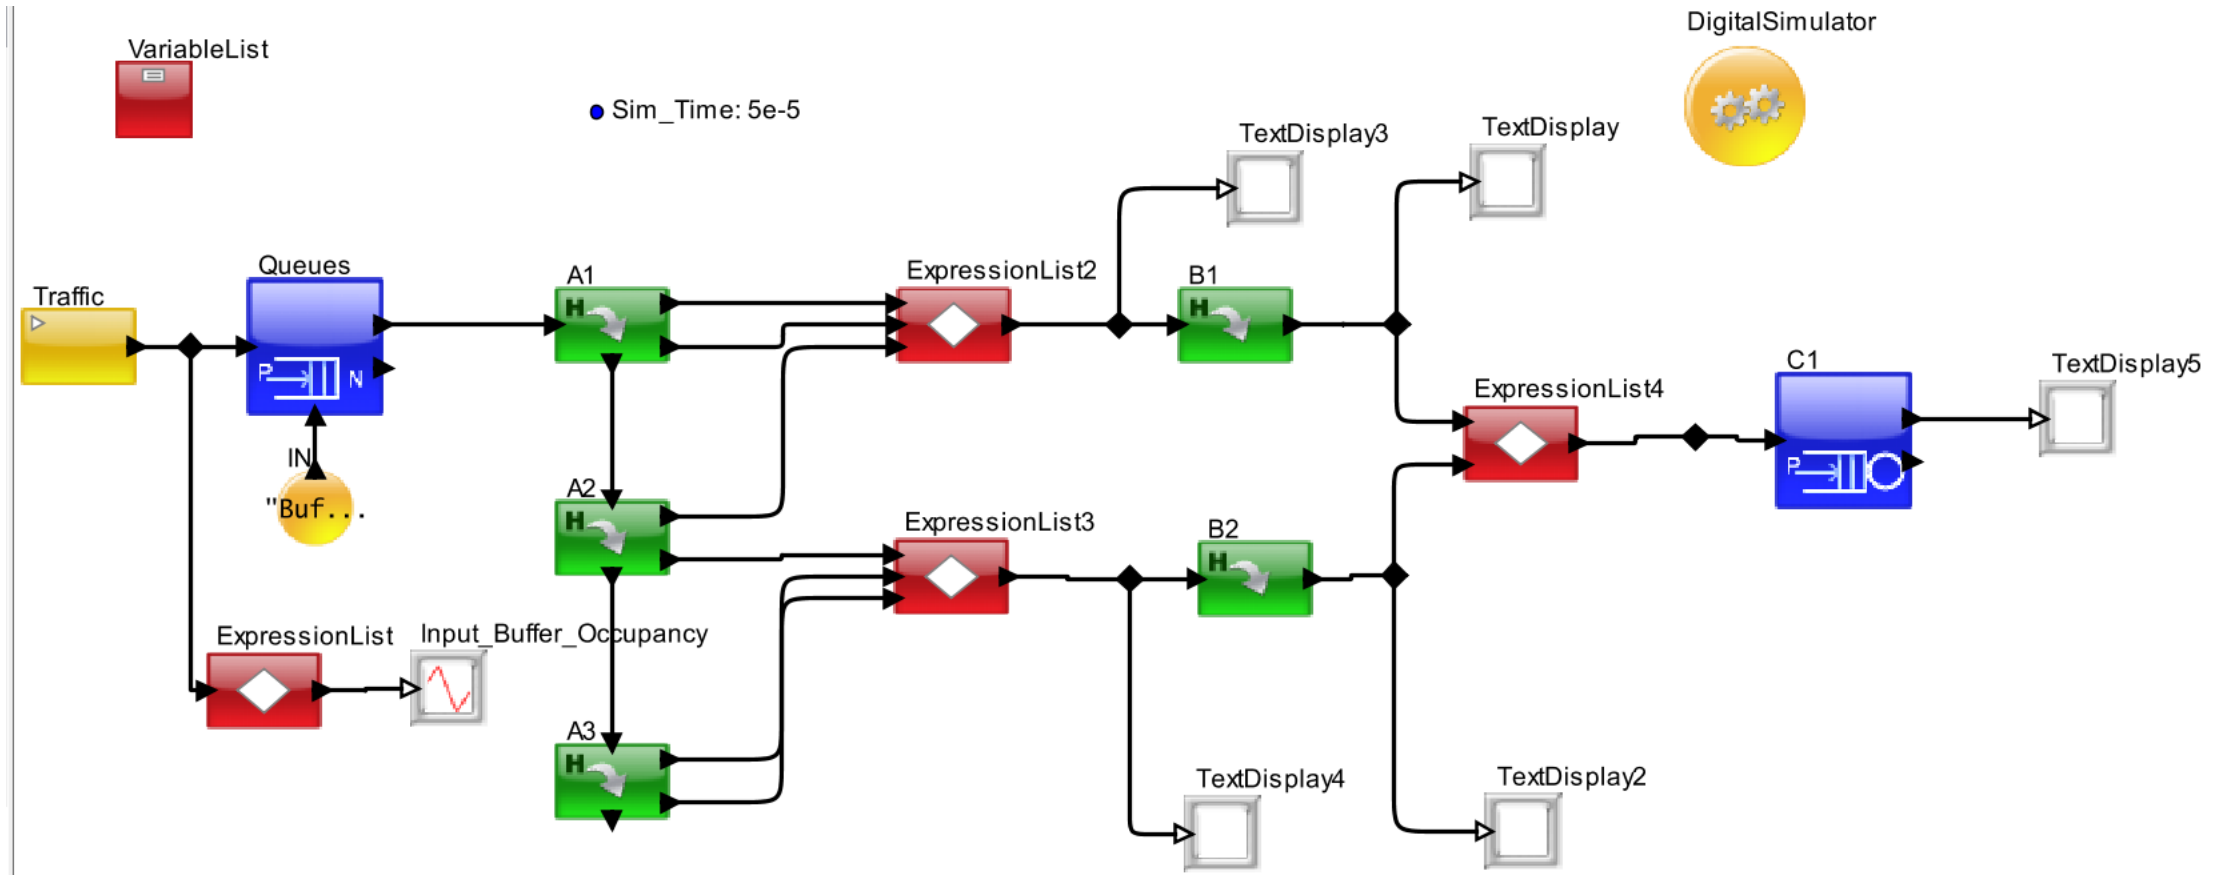 DigitalSimulator
VariableList
Sim_Time: 5e-5
TextDisplay3
TextDisplay
Queues
A1
H
ExpressionList2
B1
H
Traffic
P
N
C1
P
TextDisplay5
ExpressionList4
IN
"Buf...
A2
H
ExpressionList3
B2
H
ExpressionList
Input_Buffer_Occupancy
A3
H
TextDisplay4
TextDisplay2